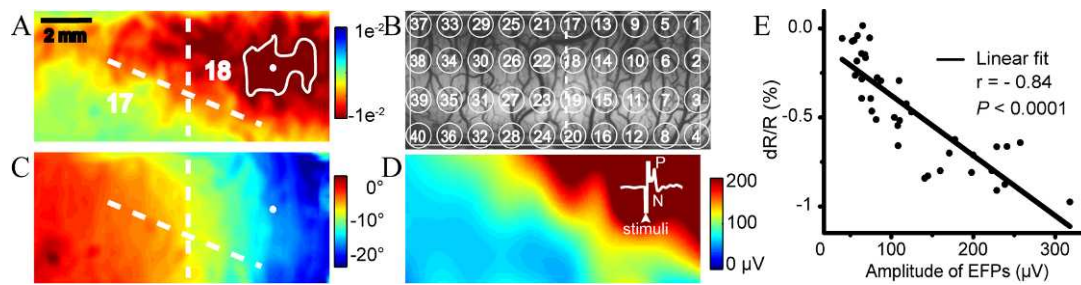 A
2 mm
17
18
1e⁻²
-1e⁻²
B
37 33 29 25 21 17 13 9 5 1
38 34 30 26 22 18 14 10 6 2
39 35 31 27 23 19 15 11 7 3
40 36 32 28 24 20 16 12 8 4
C
0°
-10°
-20°
D
P
N
stimuli
200
100
0 µV
E
0.0
-0.5
-1
dR/R (%)
Linear fit
r = - 0.84
P < 0.0001
0 100 200 300
Amplitude of EFPs (µV)